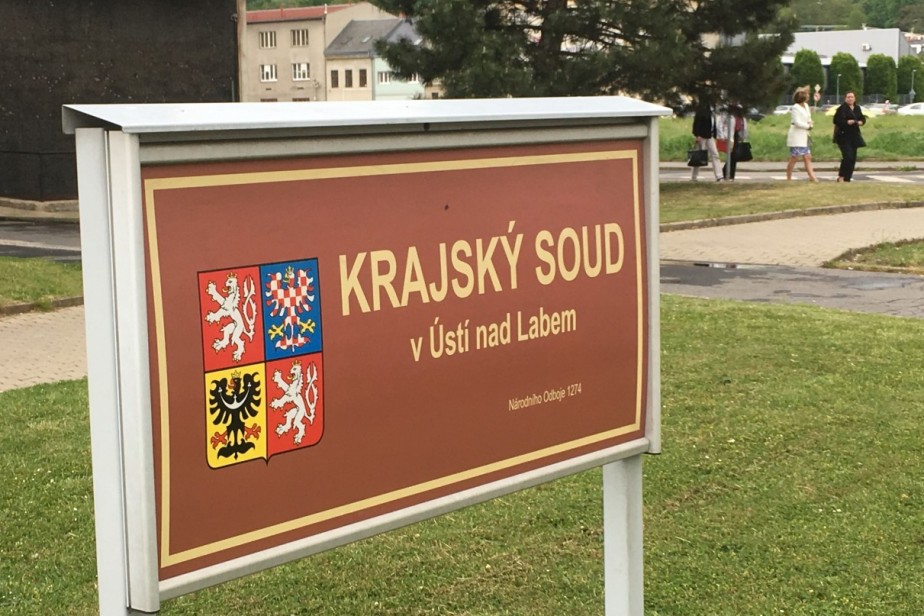 KRAJSKÝ SOUD
v Ústí nad Labem
Národního Odboje 1274